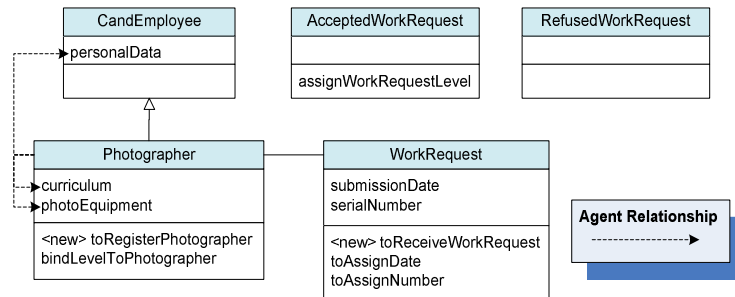 CandEmployee
personalData
AcceptedWorkRequest
assignWorkRequestLevel
RefusedWorkRequest
Photographer
curriculum
photoEquipment
<new> toRegisterPhotographer
bindLevelToPhotographer
WorkRequest
submissionDate
serialNumber
<new> toReceiveWorkRequest
toAssignDate
toAssignNumber
Agent Relationship